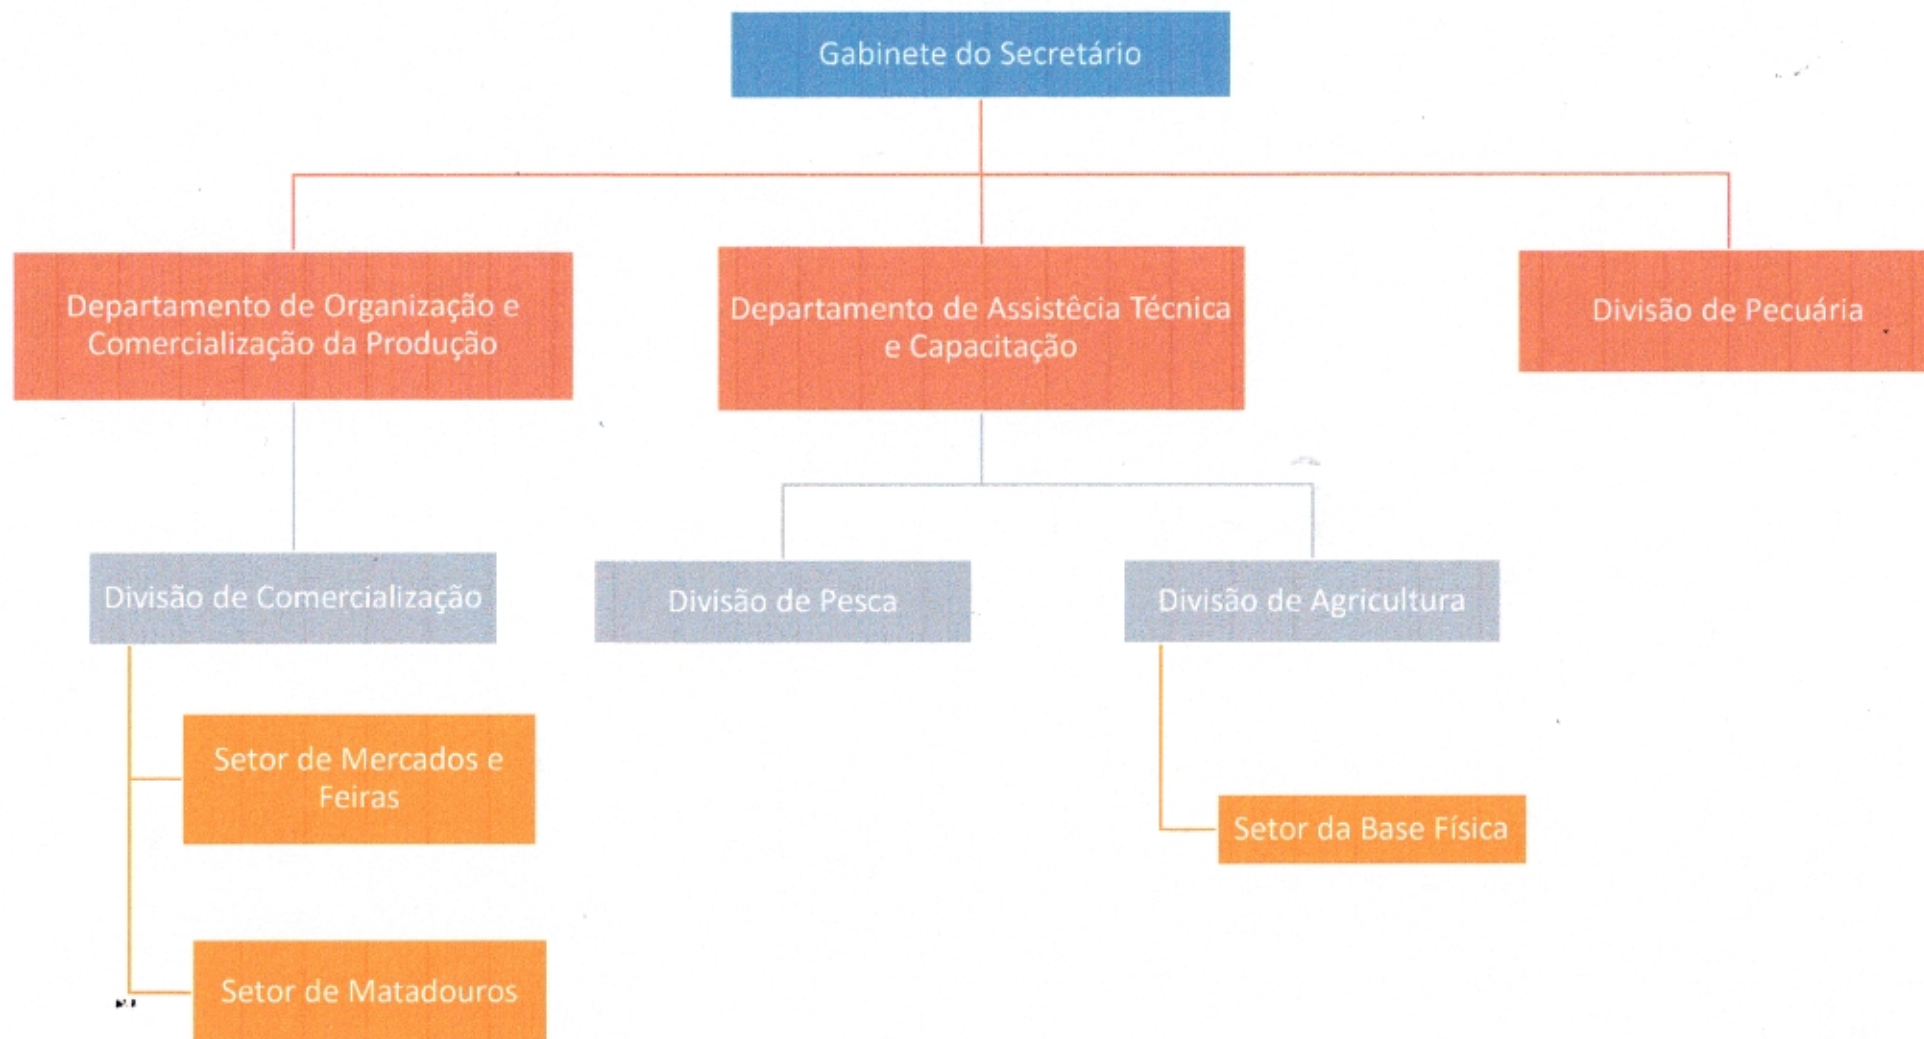 Gabinete do Secretário
Departamento de Organização e
Comercialização da Produção
Departamento de Assistêcia Técnica
e Capacitação
Divisão de Pecuária
Divisão de Comercialização
Divisão de Pesca
Divisão de Agricultura
Setor de Mercados e
Feiras
Setor da Base Física
Setor de Matadouros